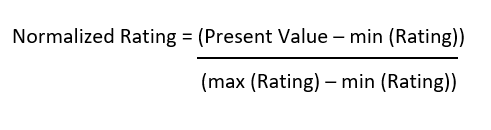 Normalized Rating = (Present Value – min (Rating))
(max (Rating) – min (Rating))